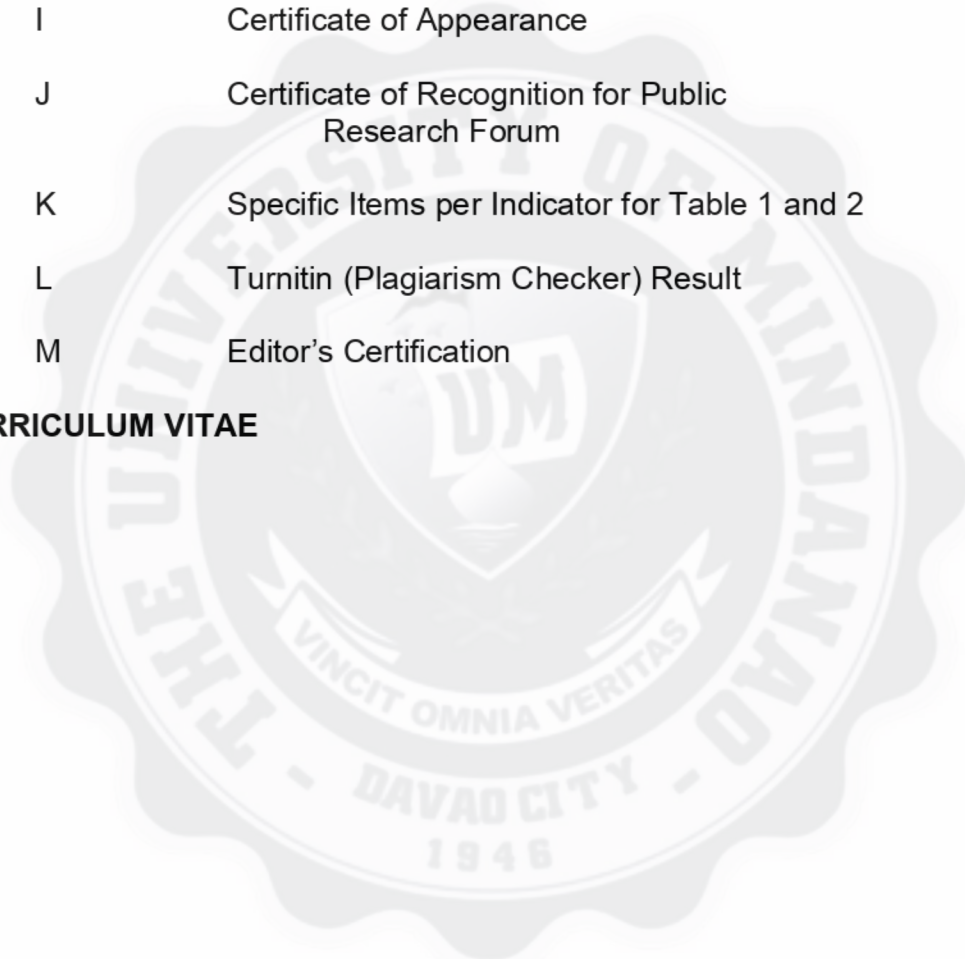 I Certificate of Appearance
J Certificate of Recognition for Public
Research Forum
K Specific Items per Indicator for Table 1 and 2
L Turnitin (Plagiarism Checker) Result
M Editor’s Certification
RRICULUM VITAE
THE UNIVERSITY OF MINDANAO
UM
VINCIT OMNIA VERITAS
- DAVAO CITY -
1946